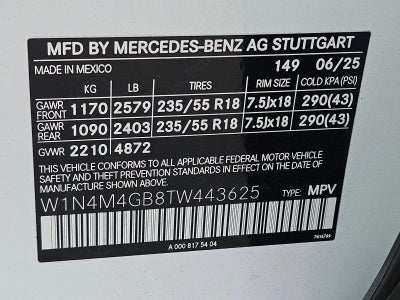 MFD BY MERCEDES-BENZ AG STUTTGART
MADE IN MEXICO 149 06/25
KG LB TIRES RIM SIZE COLD KPA (PSI)
GAWR FRONT 1170 2579 235/55 R18 7.5Jx18 290(43)
GAWR REAR 1090 2403 235/55 R18 7.5Jx18 290(43)
GVWR 2210 4872
THIS VEHICLE CONFORMS TO ALL APPLICABLE FEDERAL MOTOR VEHICLE
SAFETY AND THEFT PREVENTION STANDARDS IN EFFECT ON THE DATE OF
MANUFACTURE SHOWN ABOVE.
W1N4M4GB8TW443625 TYPE: MPV
A 000 817 54 04